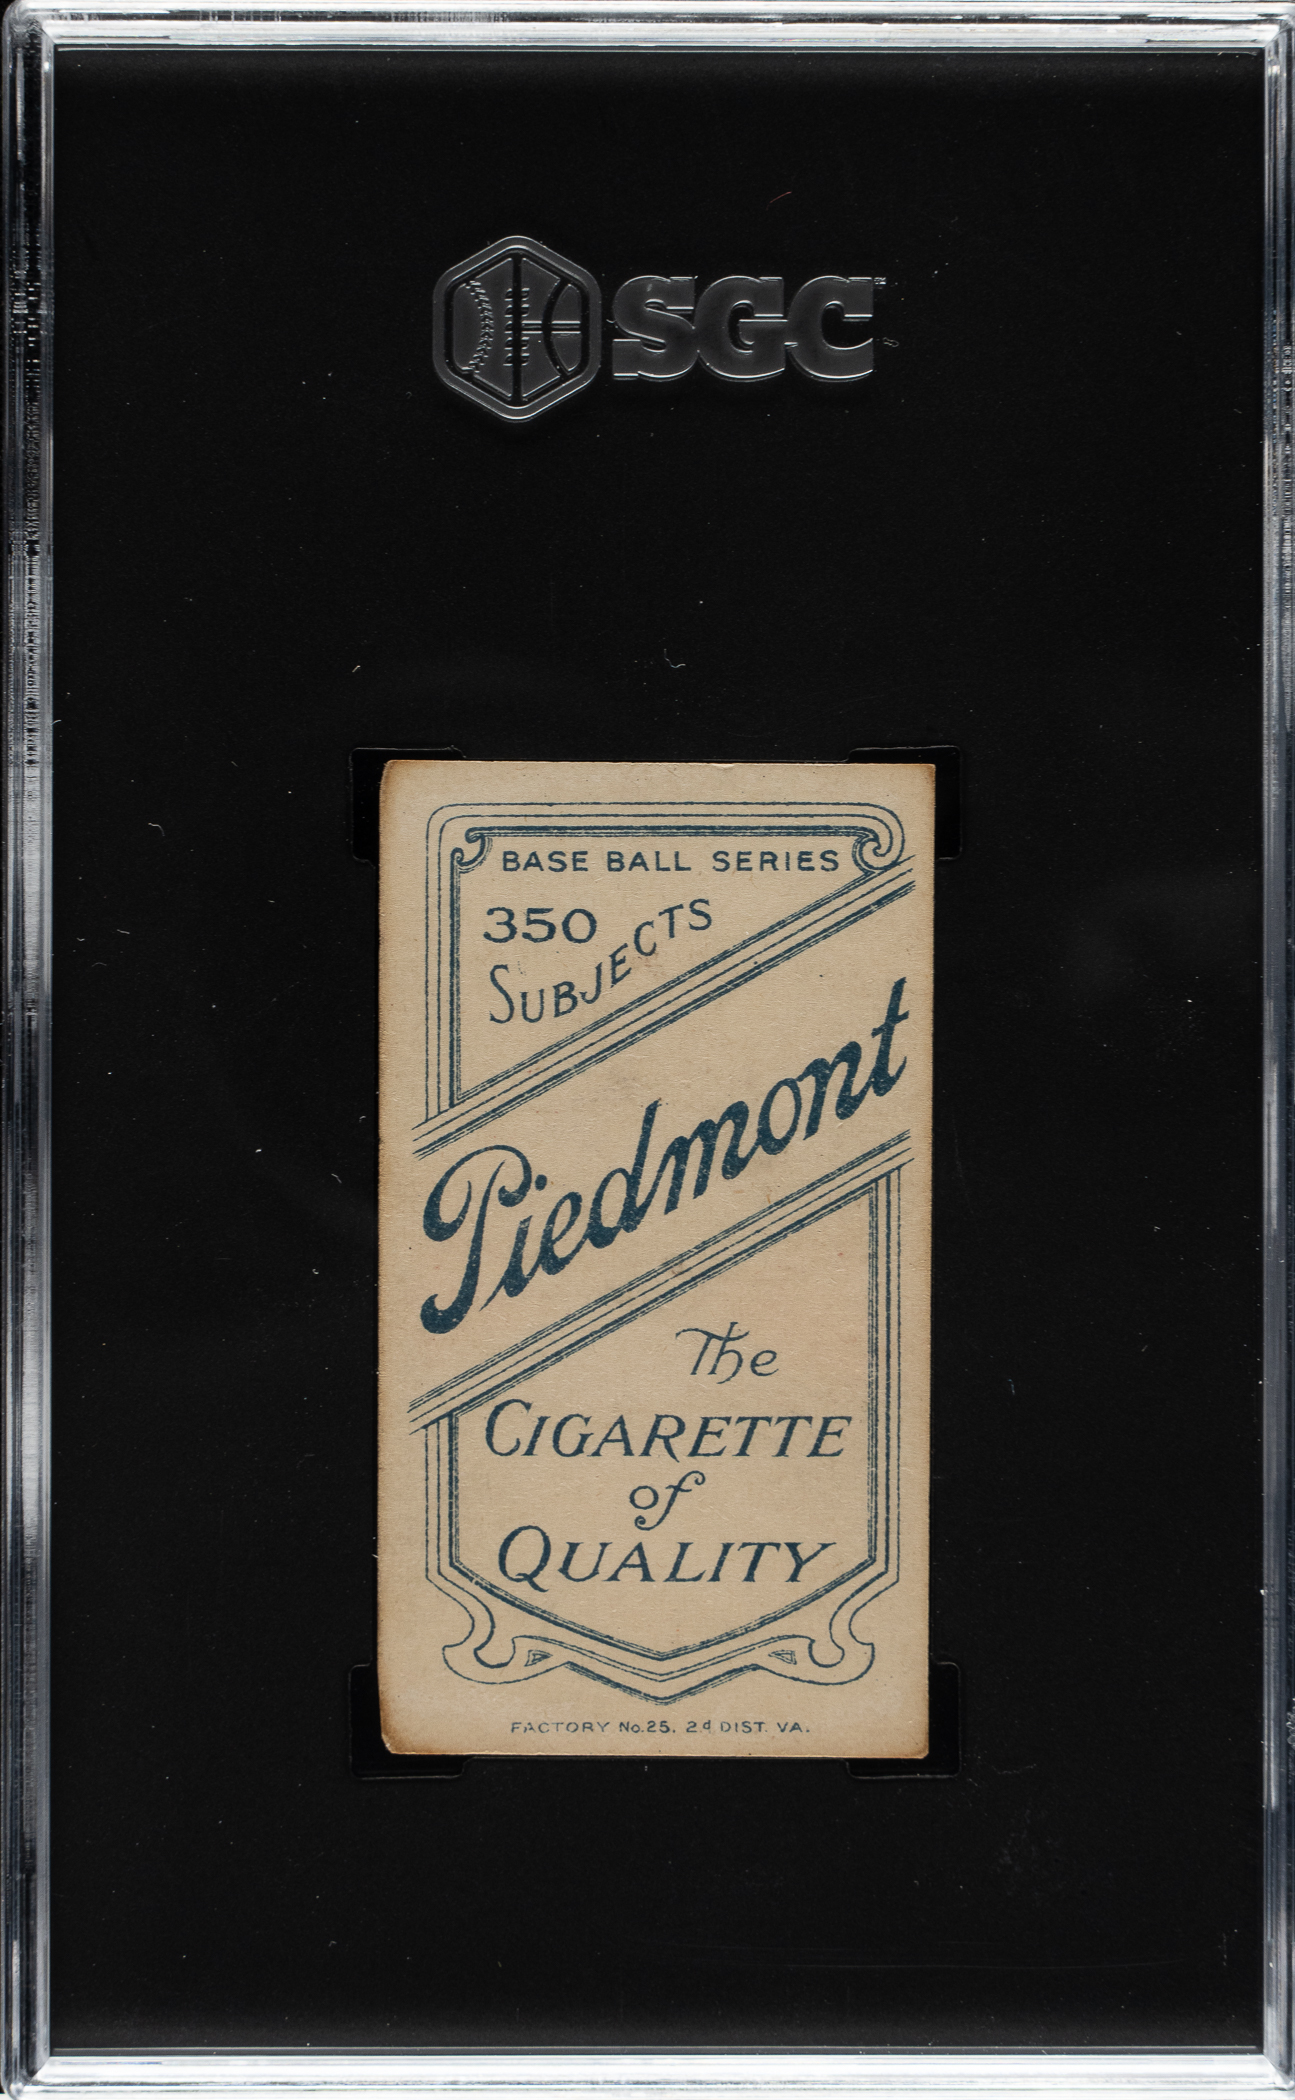 SGC
BASE BALL SERIES
350
SUBJECTS
Piedmont
The
CIGARETTE
of
QUALITY
FACTORY No.25. 2d DIST. VA.